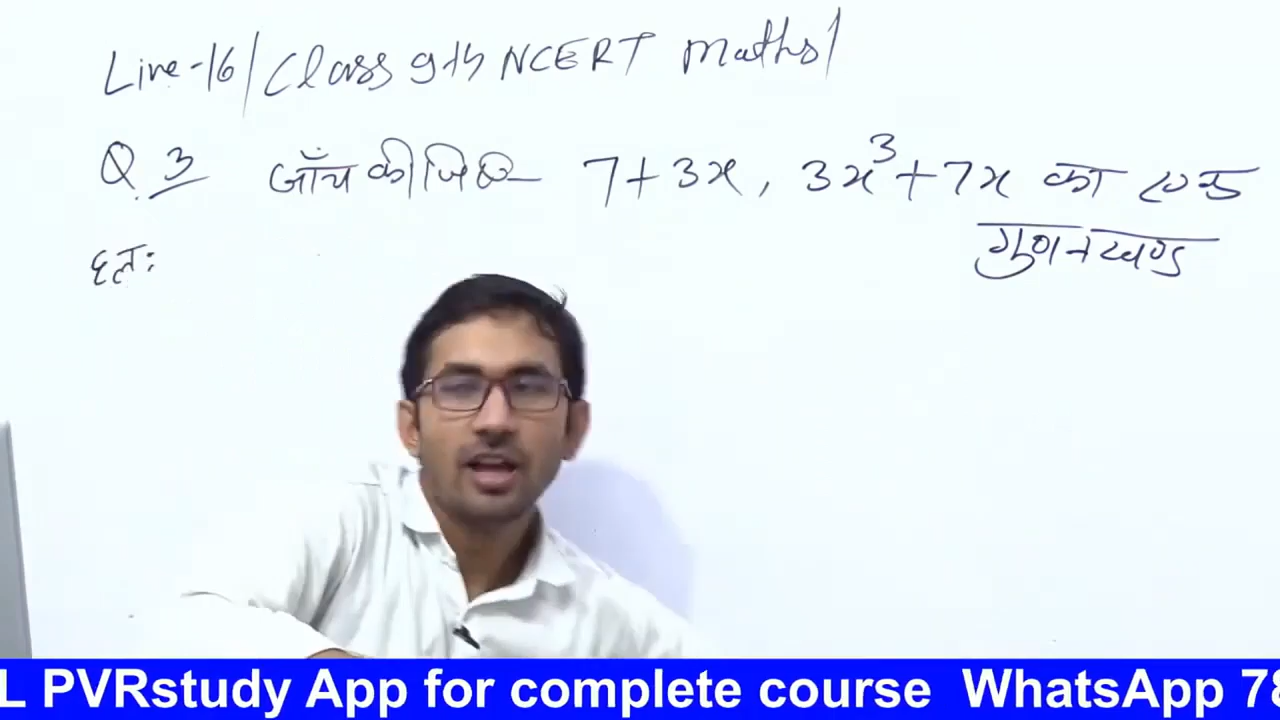 Live-16/Class 9th NCERT Maths/
Q.3 जाँच कीजिए 7+3x, 3x³+7x का एक
गुणनखण्ड
हल:
L PVRstudy App for complete course WhatsApp 78